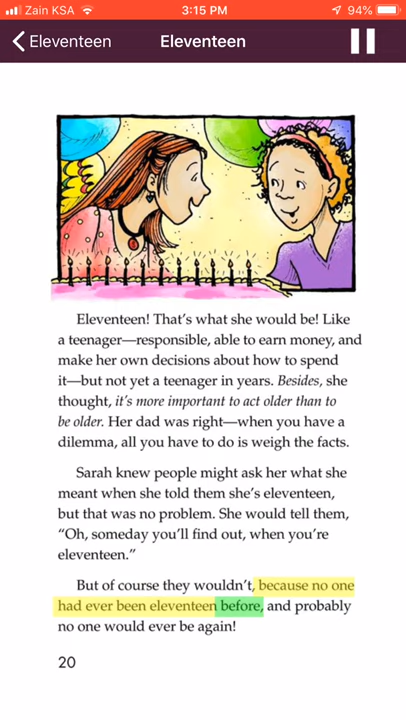 Zain KSA 3:15 PM 94%
Eleventeen Eleventeen
Eleventeen! That's what she would be! Like
a teenager—responsible, able to earn money, and
make her own decisions about how to spend
it—but not yet a teenager in years. Besides, she
thought, it's more important to act older than to
be older. Her dad was right—when you have a
dilemma, all you have to do is weigh the facts.
Sarah knew people might ask her what she
meant when she told them she's eleventeen,
but that was no problem. She would tell them,
“Oh, someday you'll find out, when you're
eleventeen.”
But of course they wouldn't, because no one
had ever been eleventeen before, and probably
no one would ever be again!
20